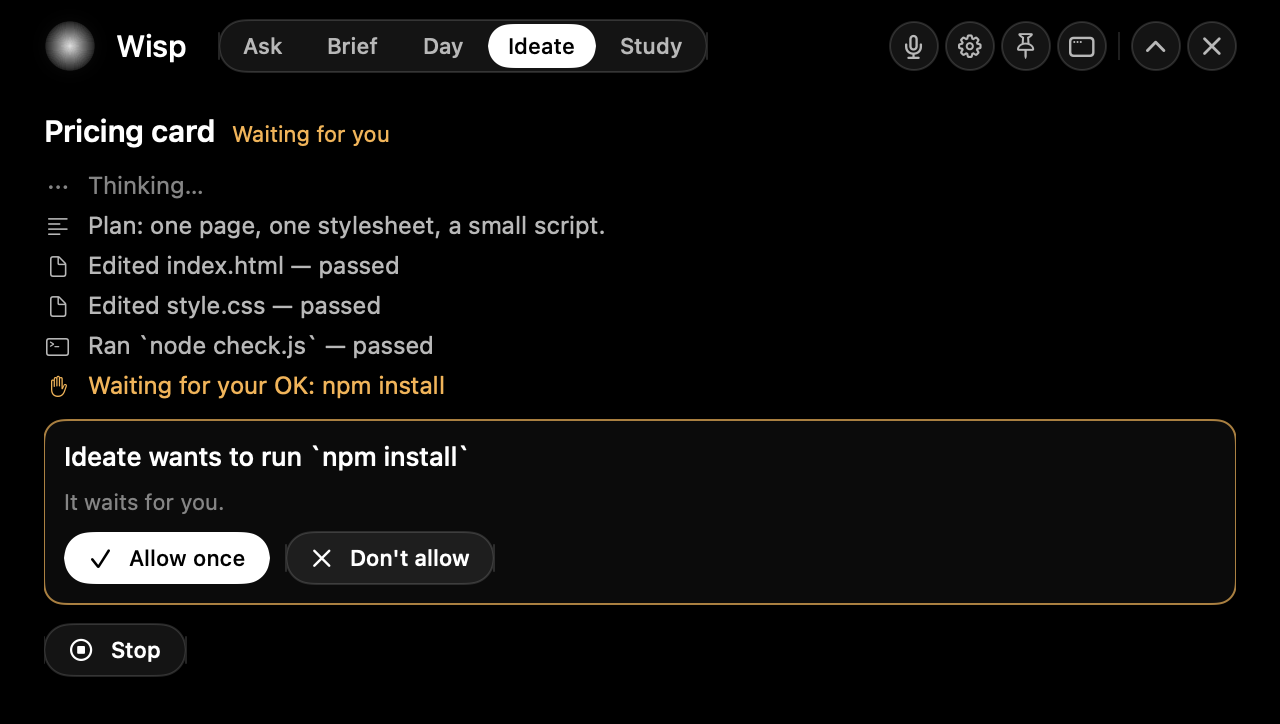 Wisp Ask Brief Day Ideate Study
Pricing card Waiting for you
Thinking...
Plan: one page, one stylesheet, a small script.
Edited index.html — passed
Edited style.css — passed
Ran `node check.js` — passed
Waiting for your OK: npm install
Ideate wants to run `npm install`
It waits for you.
Allow once Don't allow
Stop